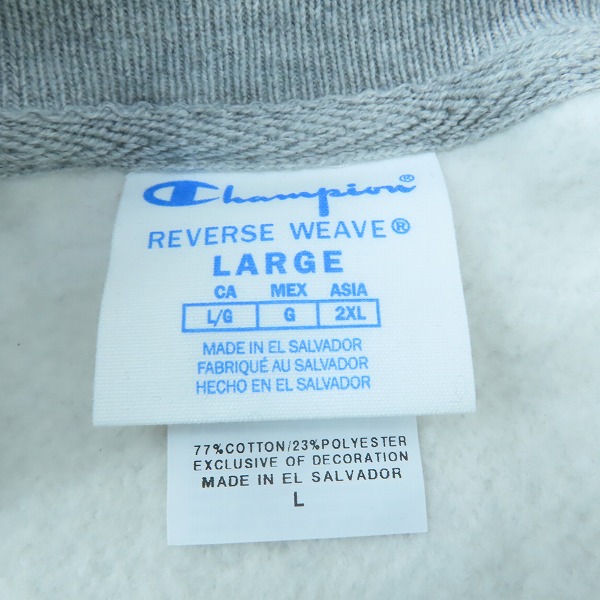 Champion®
REVERSE WEAVE®
LARGE
CA MEX ASIA
L/G G 2XL
MADE IN EL SALVADOR
FABRIQUÉ AU SALVADOR
HECHO EN EL SALVADOR
77%COTTON/23%POLYESTER
EXCLUSIVE OF DECORATION
MADE IN EL SALVADOR
L